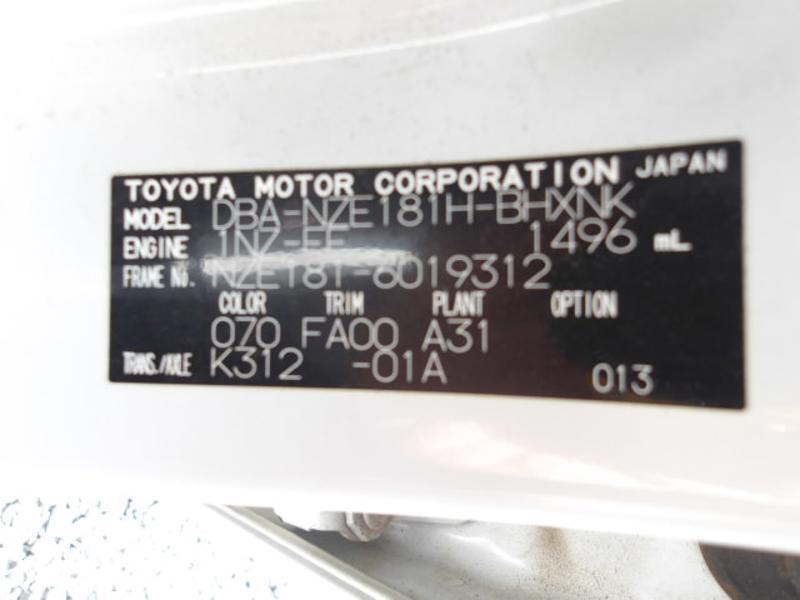 TOYOTA MOTOR CORPORATION JAPAN
MODEL DBA-NZE181H-BHXNK
ENGINE 1NZ-FE 1496 mL
FRAME No. NZE181-6019312
COLOR TRIM PLANT OPTION
070 FA00 A31
TRANS./AXLE K312 -01A 013